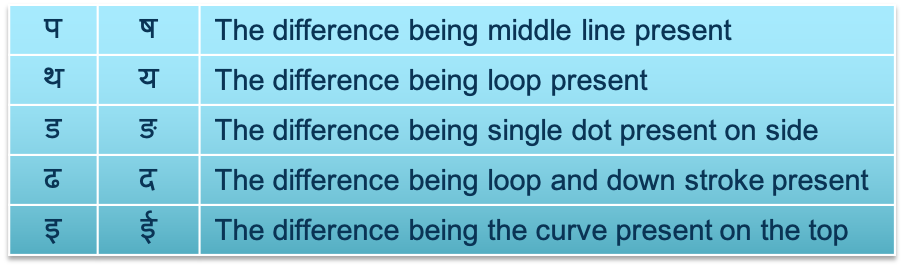 प ष The difference being middle line present
थ य The difference being loop present
ड ङ The difference being single dot present on side
ढ द The difference being loop and down stroke present
इ ई The difference being the curve present on the top